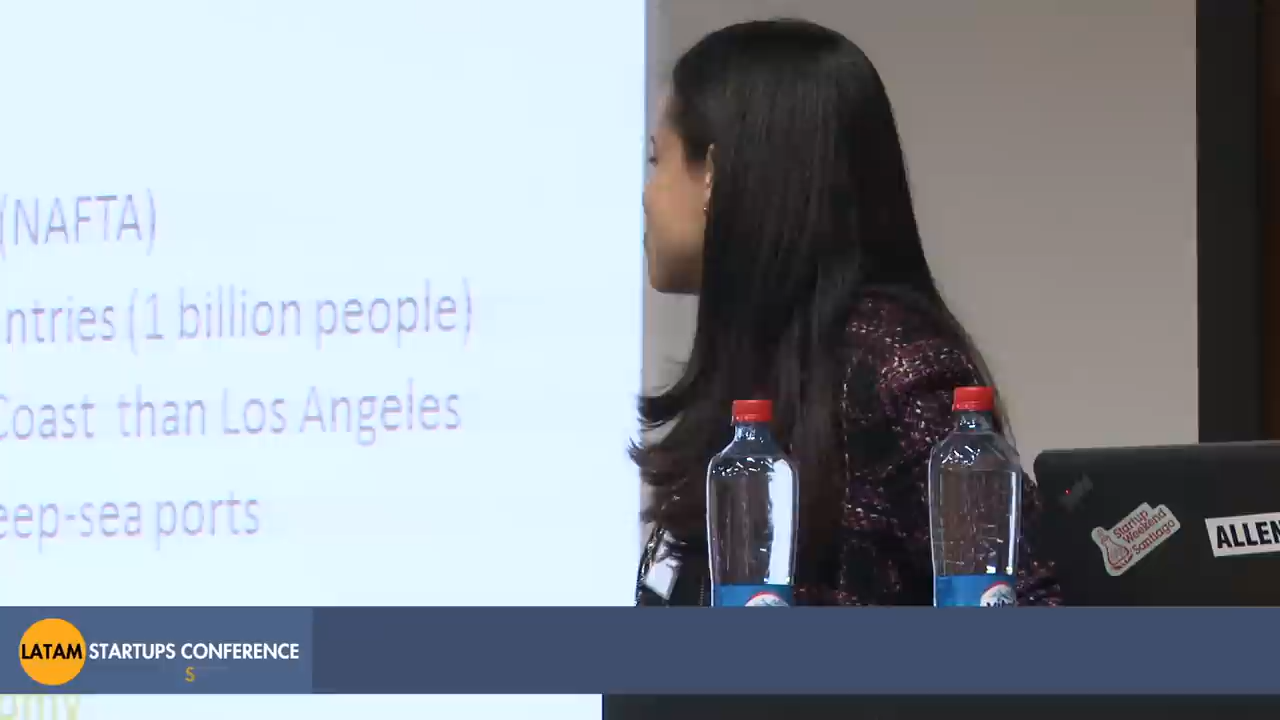 (NAFTA)
ntries (1 billion people)
Coast than Los Angeles
eep-sea ports
Startup
Weekend
Santiago
ALLEN
LATAM STARTUPS CONFERENCE
S